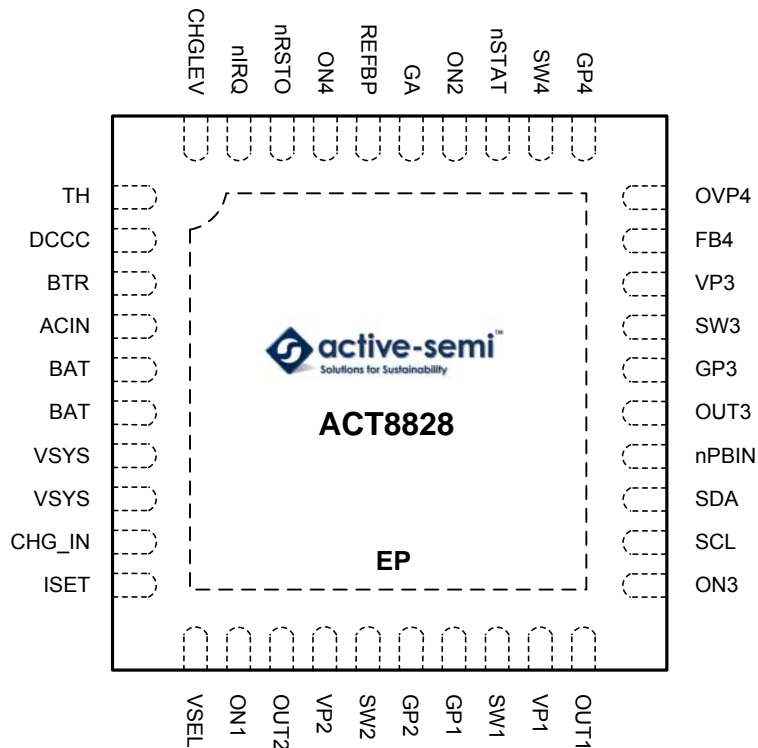 CHGLEV
nIRQ
nRSTO
ON4
REFBP
GA
ON2
nSTAT
SW4
GP4
TH
DCCC
BTR
ACIN
BAT
BAT
VSYS
VSYS
CHG_IN
ISET
active-semi™
Solutions for Sustainability
ACT8828
EP
OVP4
FB4
VP3
SW3
GP3
OUT3
nPBIN
SDA
SCL
ON3
VSEL
ON1
OUT2
VP2
SW2
GP2
GP1
SW1
VP1
OUT1